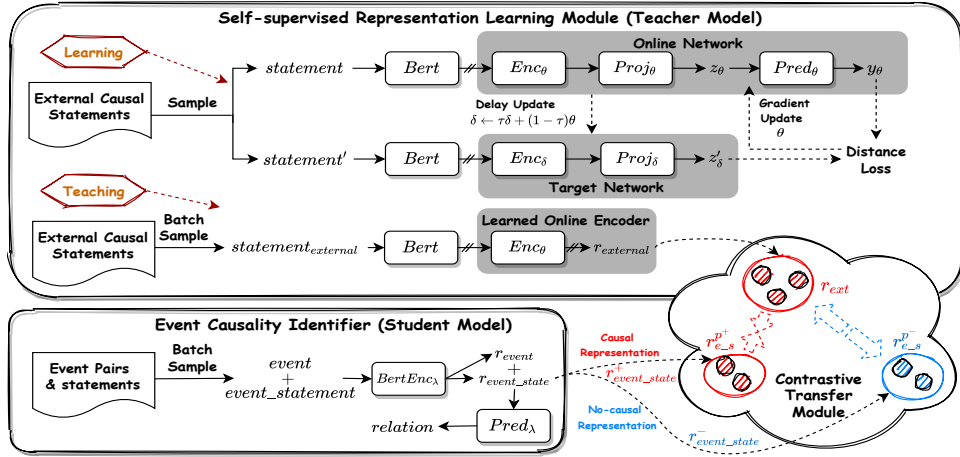 Self-supervised Representation Learning Module (Teacher Model)
Learning
Online Network
statement
Bert
Enc_θ
Proj_θ
z_θ
Pred_θ
y_θ
External Causal
Statements
Sample
Delay Update
δ ← τδ + (1 − τ)θ
Gradient
Update
θ
statement′
Bert
Enc_δ
Proj_δ
z′_δ
Distance
Loss
Target Network
Teaching
Batch
Sample
Learned Online Encoder
External Causal
Statements
statement_external
Bert
Enc_θ
r_external
r_ext
Event Causality Identifier (Student Model)
Batch
Sample
Event Pairs
& statements
event
+
event_statement
BertEnc_λ
r_event
+
r_event_state
relation
Pred_λ
Causal
Representation
r^+_event_state
No-causal
Representation
r^-_event_state
r^{p^+}_{e_s}
r^{p^-}_{e_s}
Contrastive
Transfer
Module